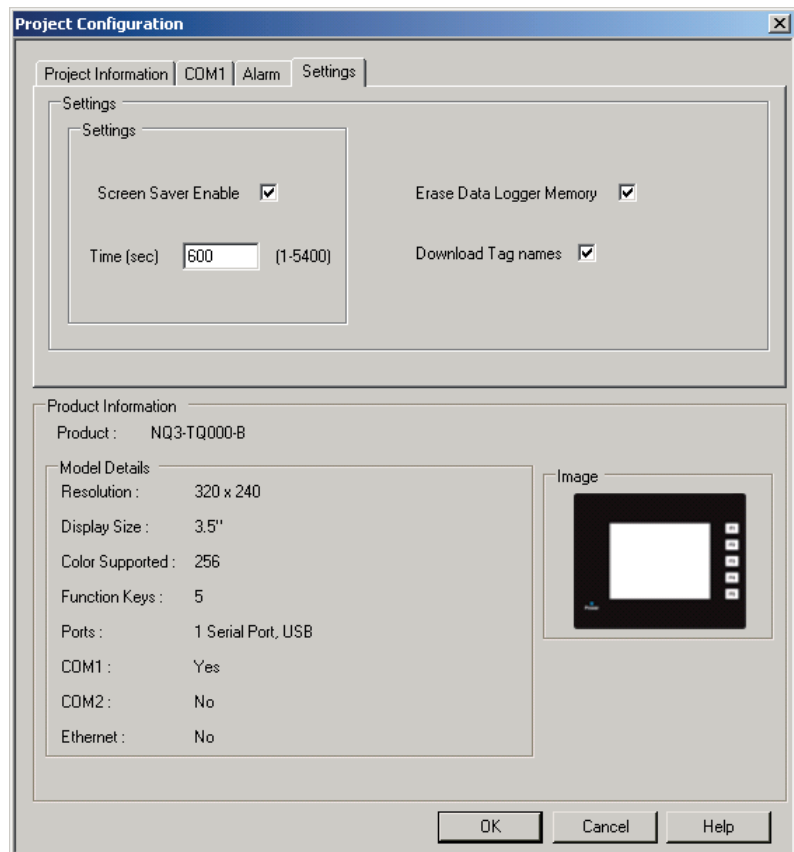 Project Configuration
Project Information COM1 Alarm Settings
Settings
Settings
Screen Saver Enable
Erase Data Logger Memory
Time (sec) 600 (1-5400)
Download Tag names
Product Information
Product : NQ3-TQ000-B
Model Details
Image
Resolution : 320 x 240
Display Size : 3.5"
Color Supported : 256
Function Keys : 5
Ports : 1 Serial Port, USB
COM1 : Yes
COM2 : No
Ethernet : No
OK Cancel Help